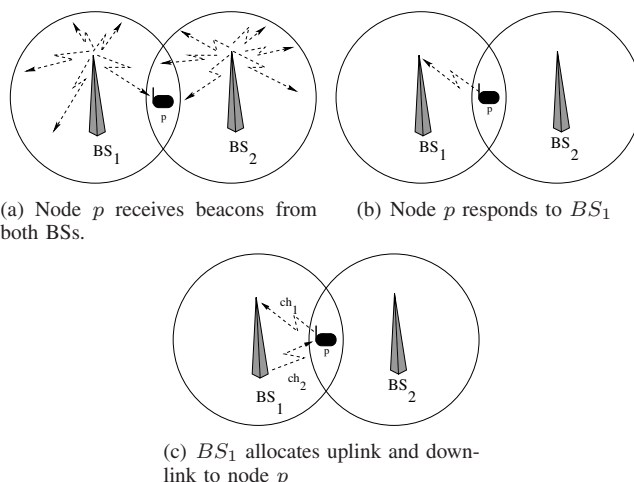 p
BS1
BS2
(a) Node p receives beacons from
both BSs.
p
BS1
BS2
(b) Node p responds to BS1
ch1
p
ch2
BS1
BS2
(c) BS1 allocates uplink and down-
link to node p